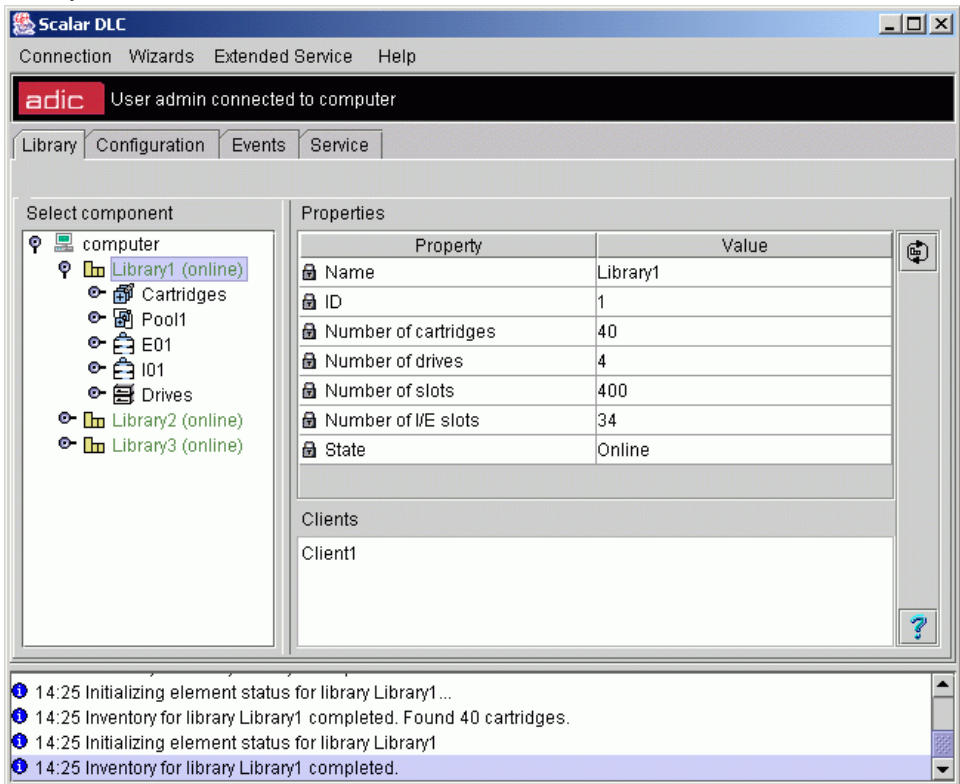 Scalar DLC
Connection Wizards Extended Service Help
adic User admin connected to computer
Library Configuration Events Service
Select component
computer
Library1 (online)
Cartridges
Pool1
E01
I01
Drives
Library2 (online)
Library3 (online)
Properties
Property Value
Name Library1
ID 1
Number of cartridges 40
Number of drives 4
Number of slots 400
Number of I/E slots 34
State Online
Clients
Client1
14:25 Initializing element status for library Library1...
14:25 Inventory for library Library1 completed. Found 40 cartridges.
14:25 Initializing element status for library Library1
14:25 Inventory for library Library1 completed.